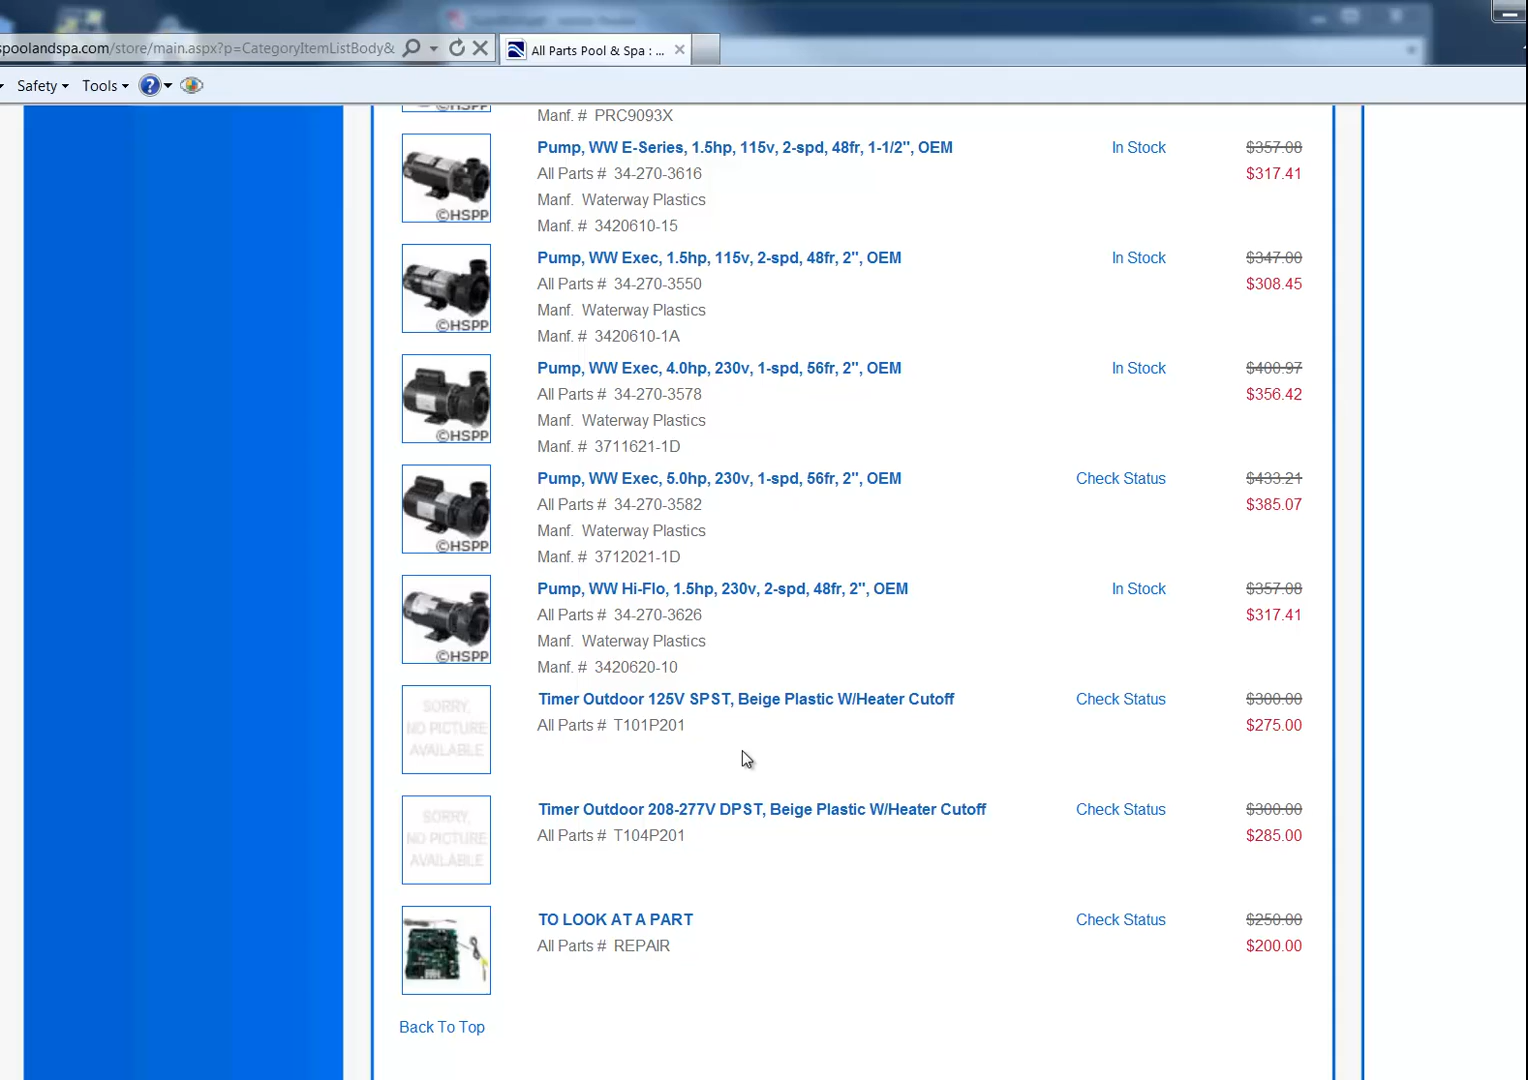 spoolandspa.com/store/main.aspx?p=CategoryItemListBody&
All Parts Pool & Spa : ...
Safety Tools
©HSPP
Manf. # PRC9093X
Pump, WW E-Series, 1.5hp, 115v, 2-spd, 48fr, 1-1/2", OEM In Stock $357.08
All Parts # 34-270-3616 $317.41
Manf. Waterway Plastics
©HSPP
Manf. # 3420610-15
Pump, WW Exec, 1.5hp, 115v, 2-spd, 48fr, 2", OEM In Stock $347.00
All Parts # 34-270-3550 $308.45
Manf. Waterway Plastics
©HSPP
Manf. # 3420610-1A
Pump, WW Exec, 4.0hp, 230v, 1-spd, 56fr, 2", OEM In Stock $400.97
All Parts # 34-270-3578 $356.42
Manf. Waterway Plastics
©HSPP
Manf. # 3711621-1D
Pump, WW Exec, 5.0hp, 230v, 1-spd, 56fr, 2", OEM Check Status $433.21
All Parts # 34-270-3582 $385.07
Manf. Waterway Plastics
©HSPP
Manf. # 3712021-1D
Pump, WW Hi-Flo, 1.5hp, 230v, 2-spd, 48fr, 2", OEM In Stock $357.08
All Parts # 34-270-3626 $317.41
Manf. Waterway Plastics
©HSPP
Manf. # 3420620-10
Timer Outdoor 125V SPST, Beige Plastic W/Heater Cutoff Check Status $300.00
All Parts # T101P201 $275.00
SORRY,
NO PICTURE
AVAILABLE
Timer Outdoor 208-277V DPST, Beige Plastic W/Heater Cutoff Check Status $300.00
All Parts # T104P201 $285.00
SORRY,
NO PICTURE
AVAILABLE
TO LOOK AT A PART Check Status $250.00
All Parts # REPAIR $200.00
Back To Top